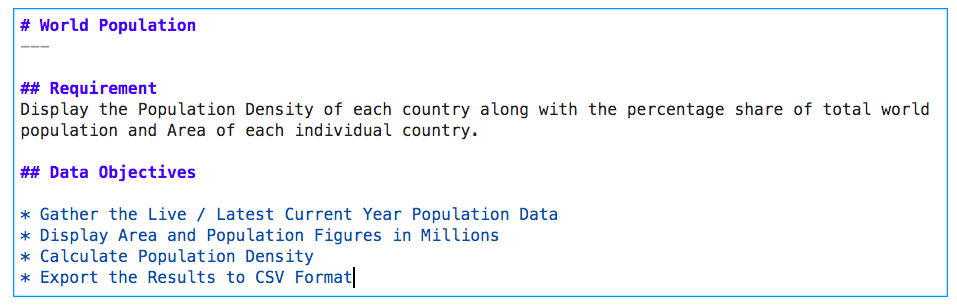 # World Population
---
## Requirement
Display the Population Density of each country along with the percentage share of total world
population and Area of each individual country.
## Data Objectives
* Gather the Live / Latest Current Year Population Data
* Display Area and Population Figures in Millions
* Calculate Population Density
* Export the Results to CSV Format